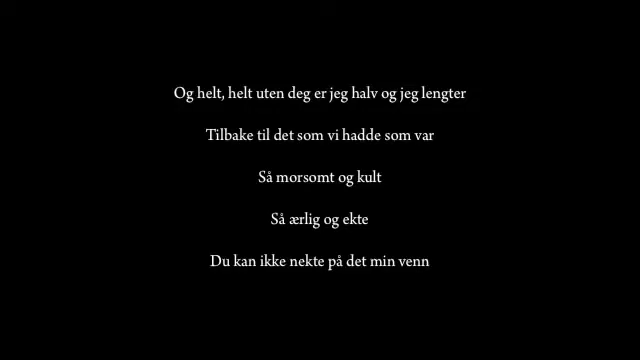 Og helt, helt uten deg er jeg halv og jeg lengter
Tilbake til det som vi hadde som var
Så morsomt og kult
Så ærlig og ekte
Du kan ikke nekte på det min venn